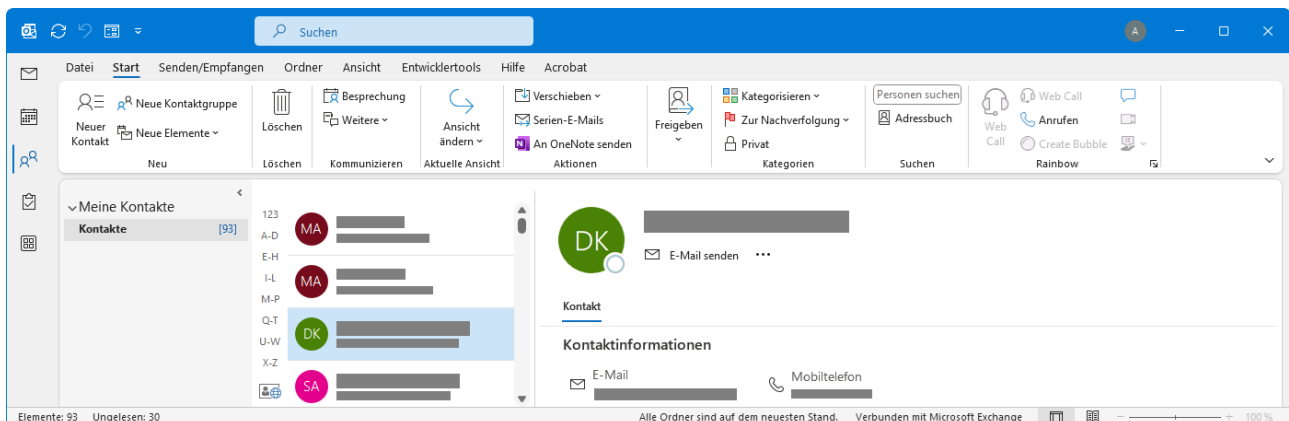 Suchen
A
Datei Start Senden/Empfangen Ordner Ansicht Entwicklertools Hilfe Acrobat
Neuer Kontakt
Neue Kontaktgruppe
Neue Elemente
Neu
Löschen
Löschen
Besprechung
Weitere
Kommunizieren
Ansicht ändern
Aktuelle Ansicht
Verschieben
Serien-E-Mails
An OneNote senden
Aktionen
Freigeben
Kategorisieren
Zur Nachverfolgung
Privat
Kategorien
Personen suchen
Adressbuch
Suchen
Web Call
Web Call
Anrufen
Create Bubble
Rainbow
Meine Kontakte
Kontakte [93]
123
A-D
E-H
I-L
M-P
Q-T
U-W
X-Z
MA
MA
DK
SA
DK
E-Mail senden
Kontakt
Kontaktinformationen
E-Mail
Mobiltelefon
Elemente: 93 Ungelesen: 30 Alle Ordner sind auf dem neuesten Stand. Verbunden mit Microsoft Exchange 100 %